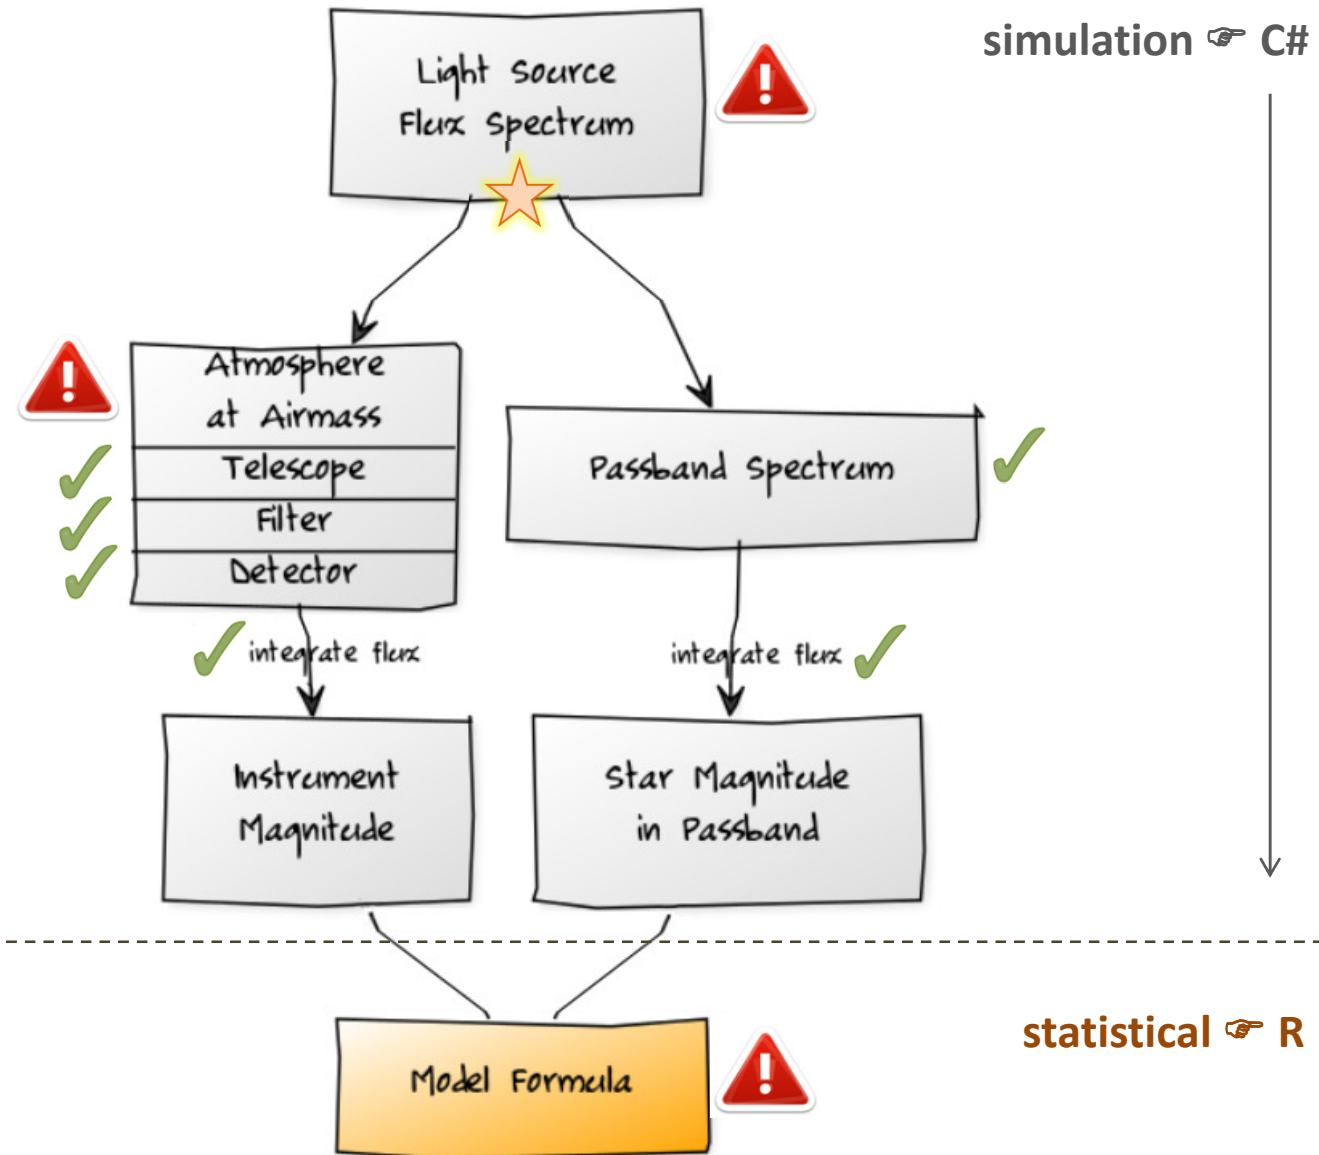 simulation ☞ C#
Light Source
Flux Spectrum
Atmosphere
at Airmass
Telescope
Filter
Detector
Passband Spectrum
integrate flux
integrate flux
Instrument
Magnitude
Star Magnitude
in Passband
statistical ☞ R
Model Formula